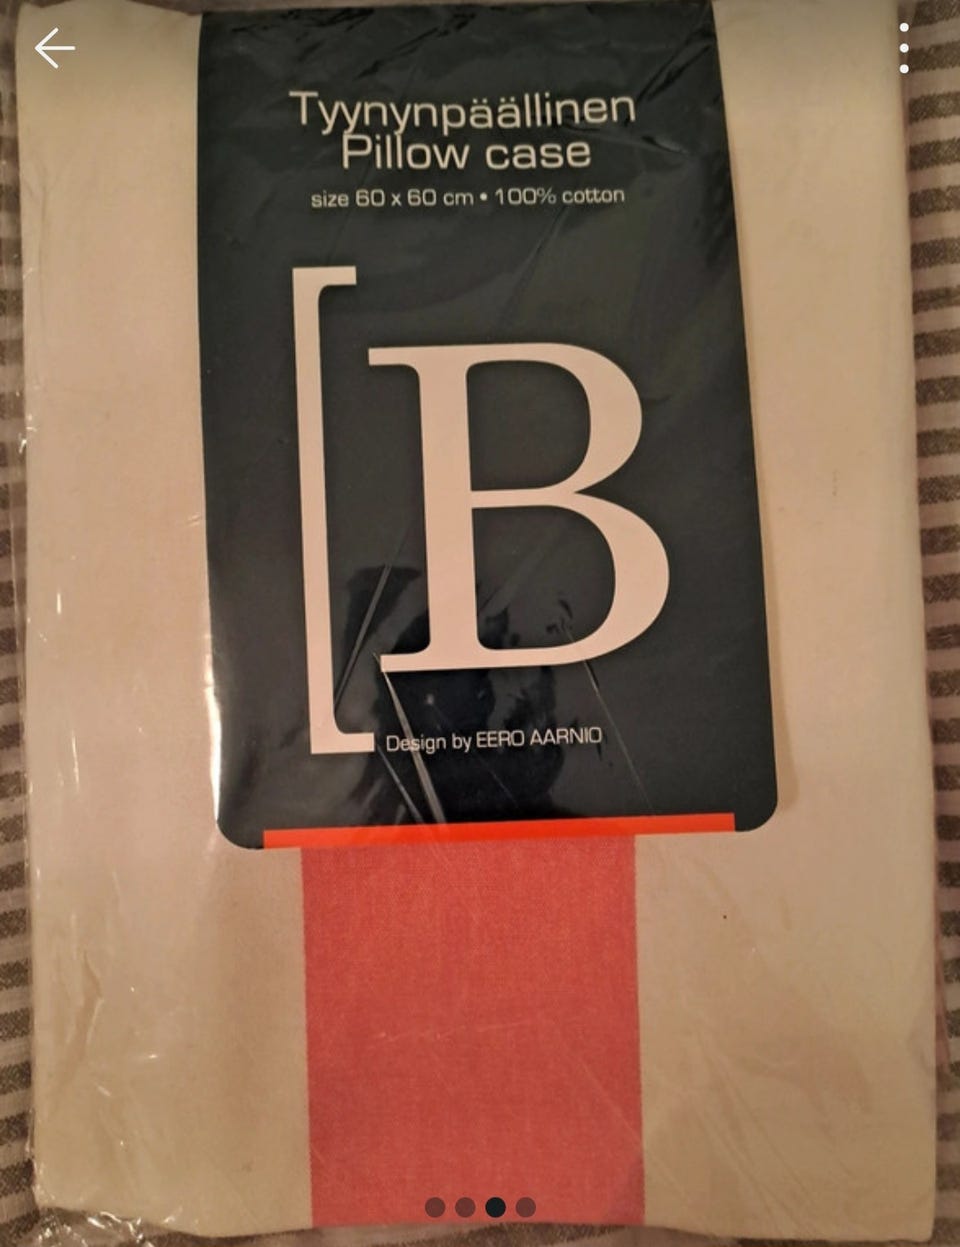 Tyynynpäällinen
Pillow case
size 60 x 60 cm • 100% cotton
[B
Design by EERO AARNIO